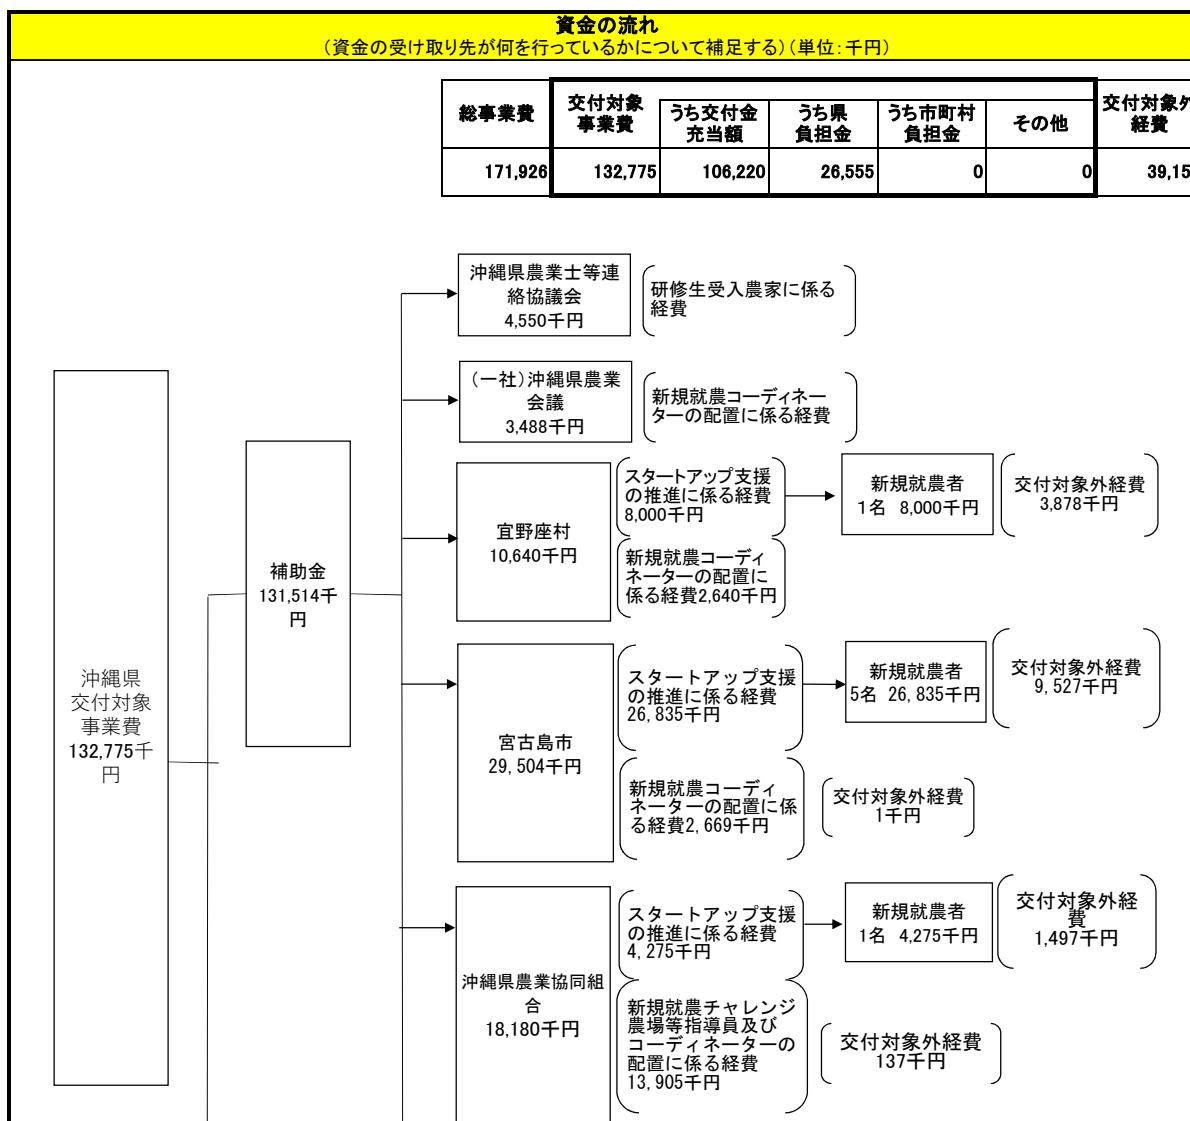 資金の流れ
（資金の受け取り先が何を行っているかについて補足する）（単位：千円）
総事業費
交付対象
事業費
うち交付金
充当額
うち県
負担金
うち市町村
負担金
その他
交付対象外
経費
171,926
132,775
106,220
26,555
0
0
39,15
沖縄県
交付対象
事業費
132,775千
円
補助金
131,514千
円
沖縄県農業士等連
絡協議会
4,550千円
研修生受入農家に係る
経費
（一社）沖縄県農業
会議
3,488千円
新規就農コーディネー
ターの配置に係る経費
宜野座村
10,640千円
スタートアップ支援
の推進に係る経費
8,000千円
新規就農者
1名 8,000千円
交付対象外経費
3,878千円
新規就農コーディ
ネーターの配置に
係る経費2,640千円
宮古島市
29,504千円
スタートアップ支援
の推進に係る経費
26,835千円
新規就農者
5名 26,835千円
交付対象外経費
9,527千円
新規就農コーディ
ネーターの配置に係
る経費2,669千円
交付対象外経費
1千円
沖縄県農業協同組
合
18,180千円
スタートアップ支援
の推進に係る経費
4,275千円
新規就農者
1名 4,275千円
交付対象外経
費
1,497千円
新規就農チャレンジ
農場等指導員及び
コーディネーターの
配置に係る経費
13,905千円
交付対象外経費
137千円